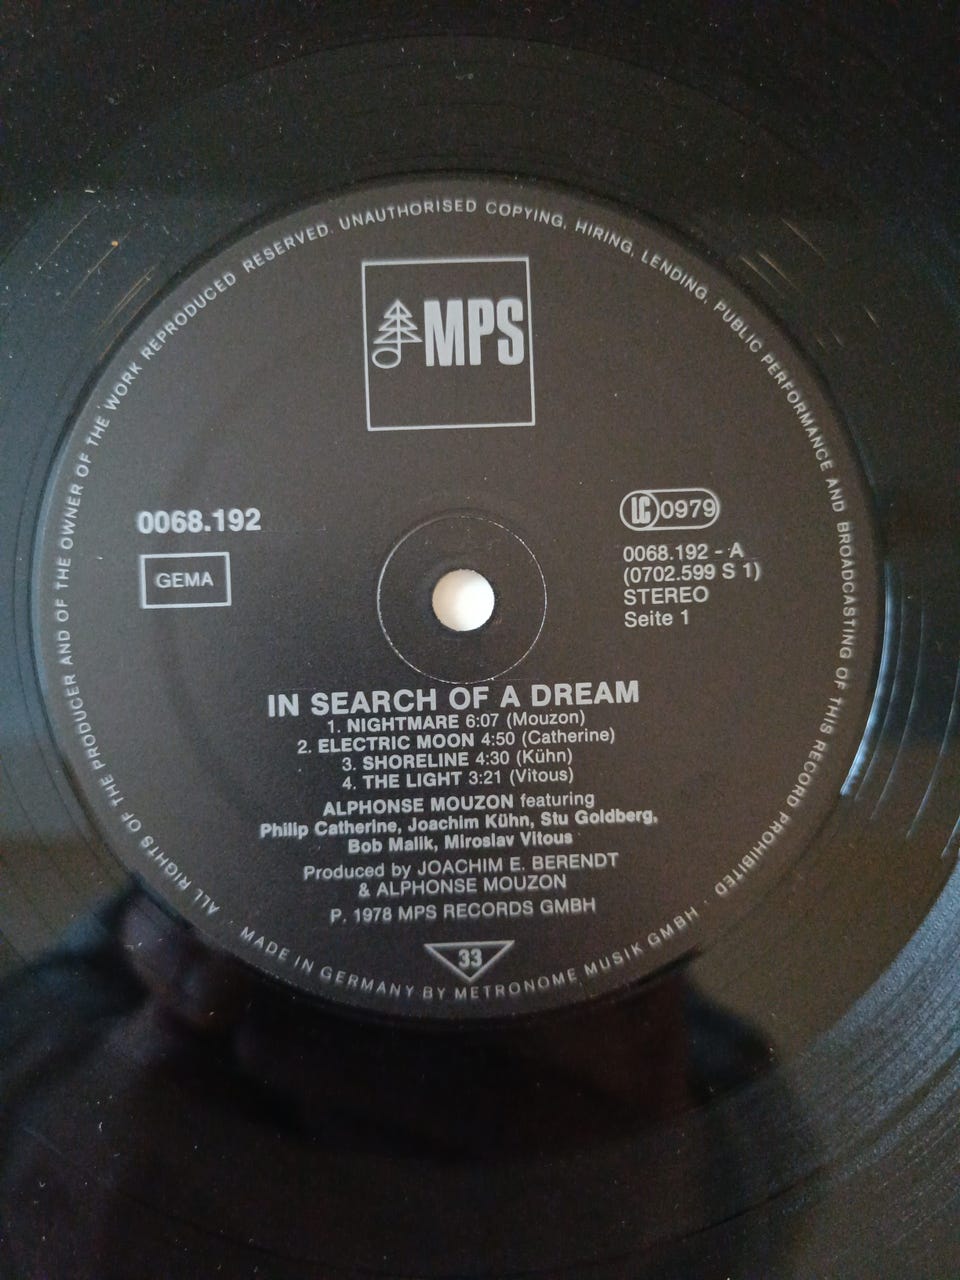 ALL RIGHTS OF THE PRODUCER AND OF THE OWNER OF THE WORK REPRODUCED RESERVED. UNAUTHORISED COPYING, HIRING, LENDING, PUBLIC PERFORMANCE AND BROADCASTING OF THIS RECORD PROHIBITED ·
MPS
0068.192
GEMA
LC 0979
0068.192 - A
(0702.599 S 1)
STEREO
Seite 1
IN SEARCH OF A DREAM
1. NIGHTMARE 6:07 (Mouzon)
2. ELECTRIC MOON 4:50 (Catherine)
3. SHORELINE 4:30 (Kühn)
4. THE LIGHT 3:21 (Vitous)
ALPHONSE MOUZON featuring
Philip Catherine, Joachim Kühn, Stu Goldberg,
Bob Malik, Miroslav Vitous
Produced by JOACHIM E. BERENDT
& ALPHONSE MOUZON
P. 1978 MPS RECORDS GMBH
33
MADE IN GERMANY BY METRONOME MUSIK GMBH ·